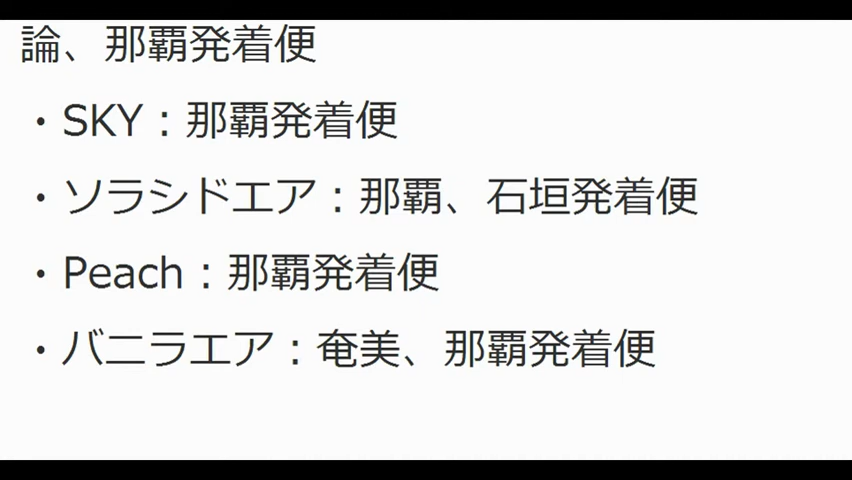 論、那覇発着便
・SKY：那覇発着便
・ソラシドエア：那覇、石垣発着便
・Peach：那覇発着便
・バニラエア：奄美、那覇発着便